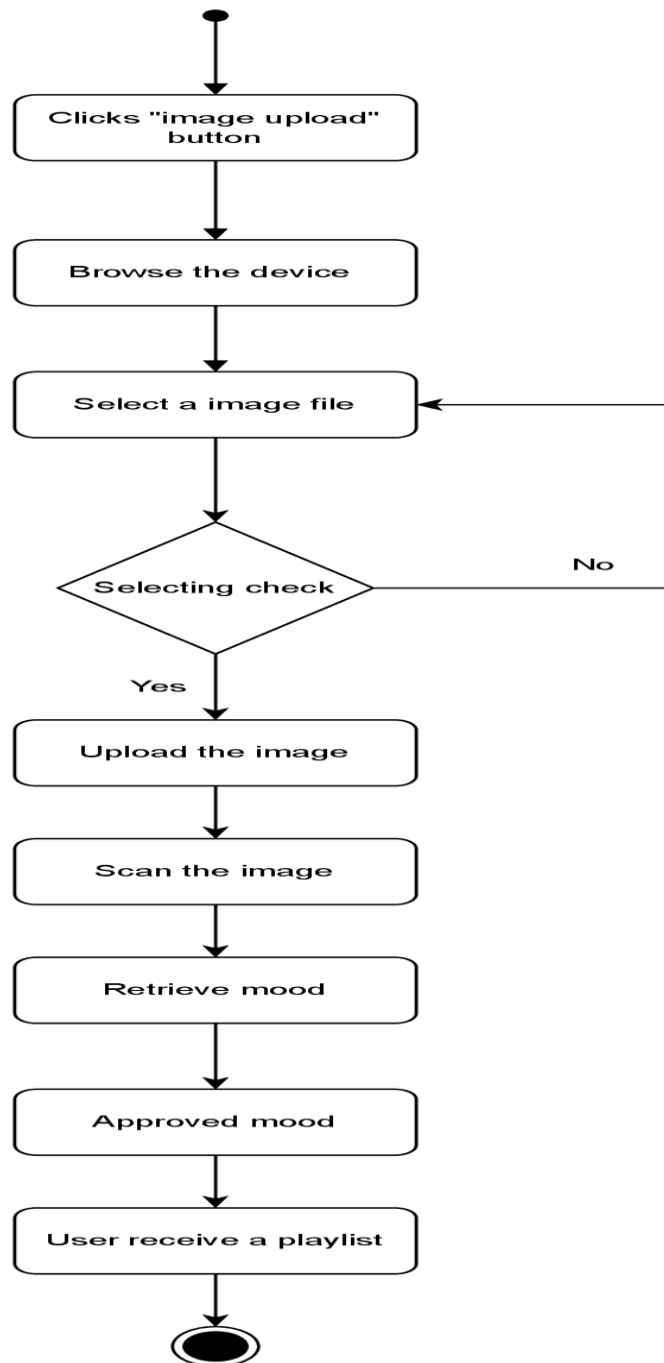 Clicks "image upload"
button
Browse the device
Select a image file
Selecting check
No
Yes
Upload the image
Scan the image
Retrieve mood
Approved mood
User receive a playlist